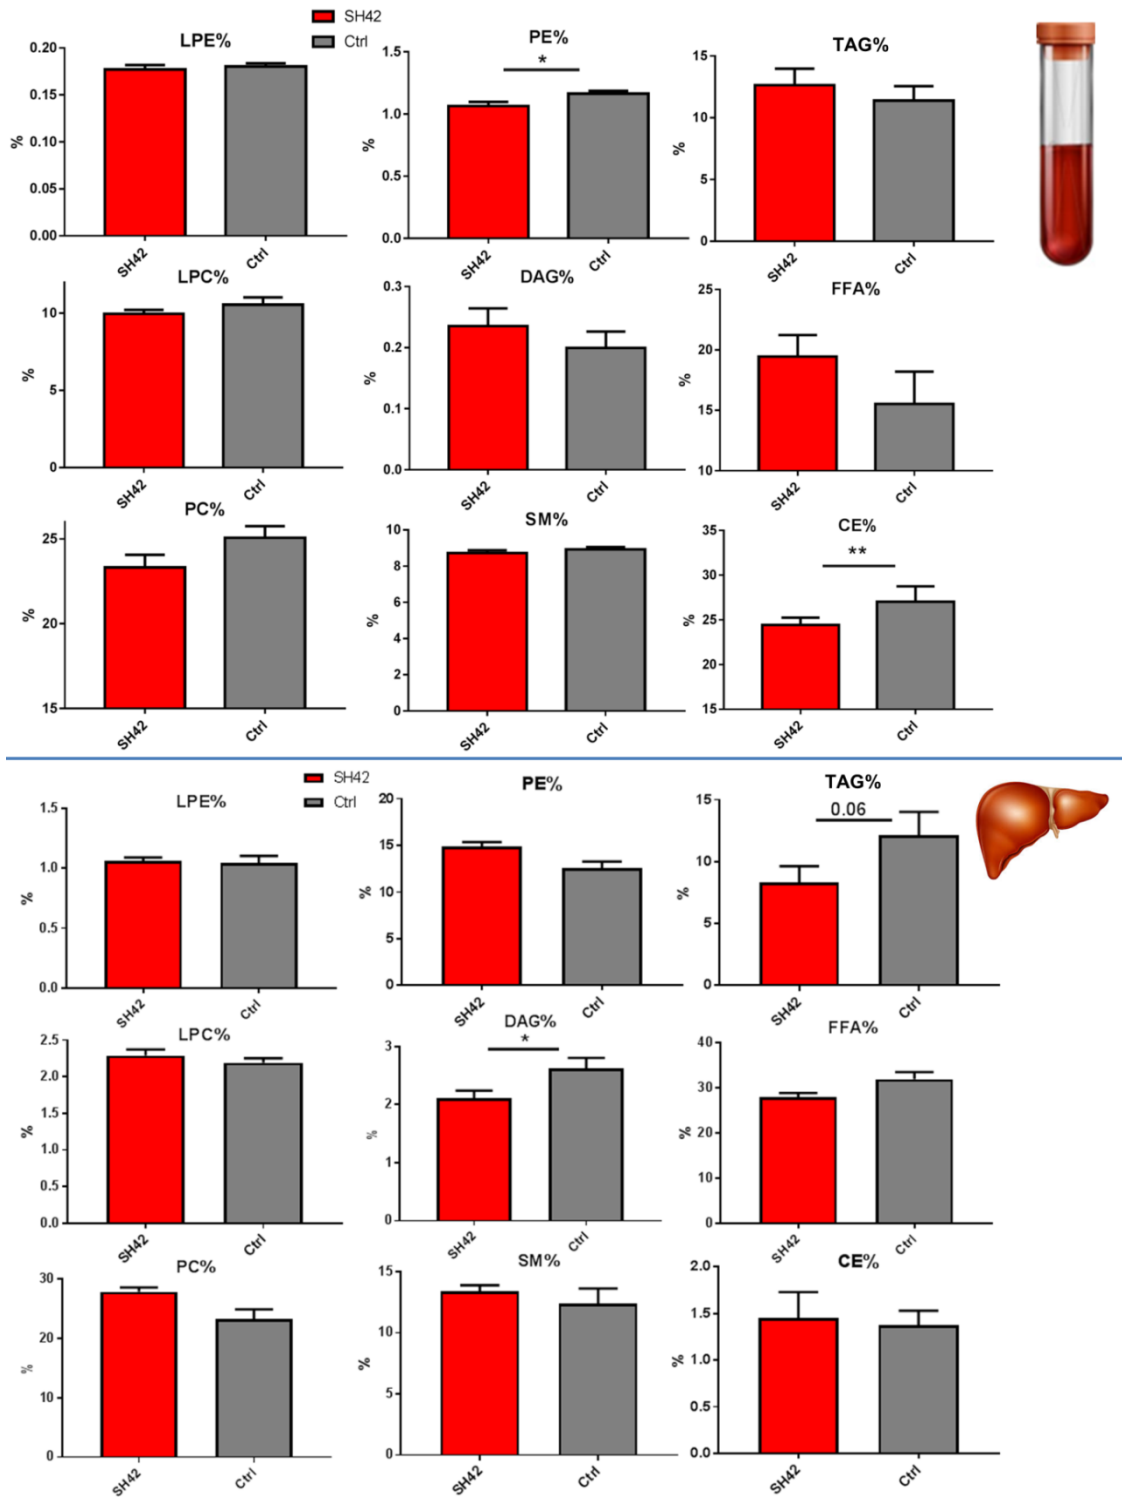 SH42
Ctrl
LPE%
0.20
0.15
0.10
0.05
0.00
%
SH42
Ctrl
PE%
*
1.5
1.0
0.5
0.0
%
SH42
Ctrl
TAG%
15
10
5
0
%
SH42
Ctrl
LPC%
10
5
0
%
SH42
Ctrl
DAG%
0.3
0.2
0.1
0.0
%
SH42
Ctrl
FFA%
25
20
15
10
%
SH42
Ctrl
PC%
25
20
15
%
SH42
Ctrl
SM%
10
8
6
4
2
0
%
SH42
Ctrl
CE%
**
35
30
25
20
15
%
SH42
Ctrl
SH42
Ctrl
LPE%
1.5
1.0
0.5
0.0
%
SH42
Ctrl
PE%
20
15
10
5
0
%
SH42
Ctrl
TAG%
0.06
15
10
5
0
%
SH42
Ctrl
LPC%
2.5
2.0
1.5
1.0
0.5
0.0
%
SH42
Ctrl
DAG%
*
3
2
1
0
%
SH42
Ctrl
FFA%
40
30
20
10
0
%
SH42
Ctrl
PC%
30
20
10
0
%
SH42
Ctrl
SM%
15
10
5
0
%
SH42
Ctrl
CE%
2.0
1.5
1.0
0.5
0.0
%
SH42
Ctrl